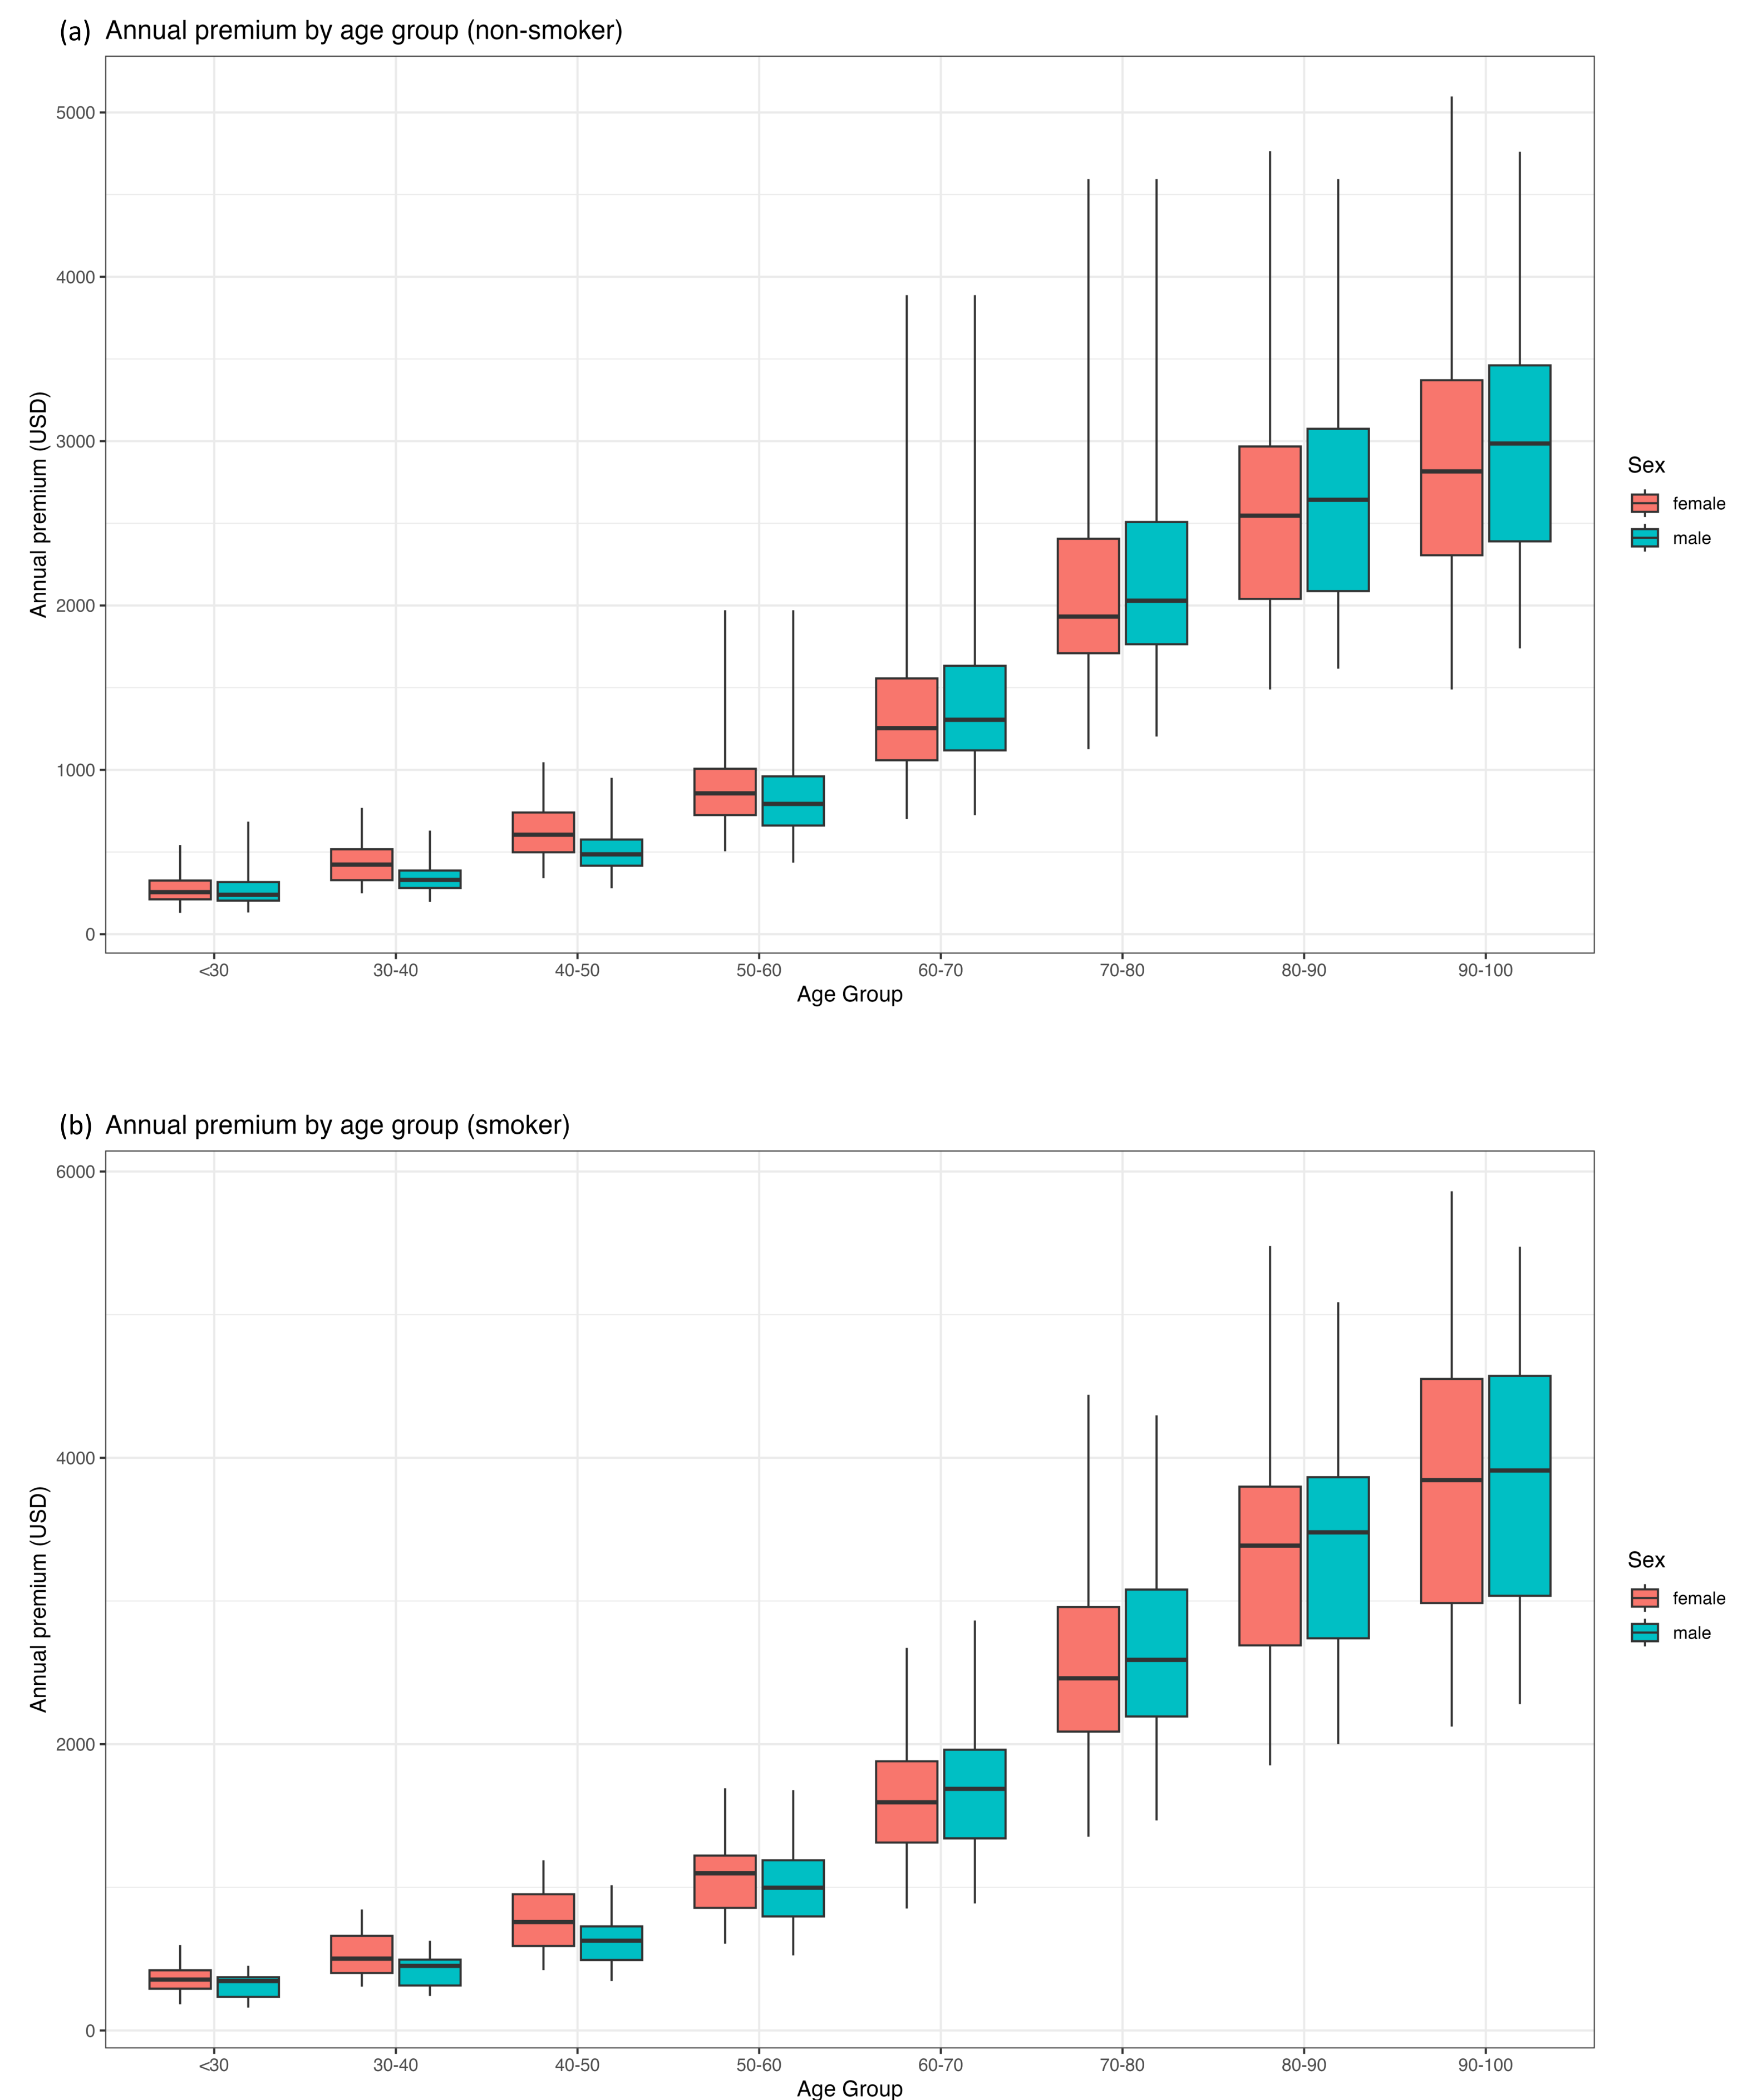 (a) Annual premium by age group (non-smoker)
5000
4000
3000
2000
1000
0
Annual premium (USD)
<30 30-40 40-50 50-60 60-70 70-80 80-90 90-100
Age Group
Sex
female
male
(b) Annual premium by age group (smoker)
6000
4000
2000
0
Annual premium (USD)
<30 30-40 40-50 50-60 60-70 70-80 80-90 90-100
Age Group
Sex
female
male